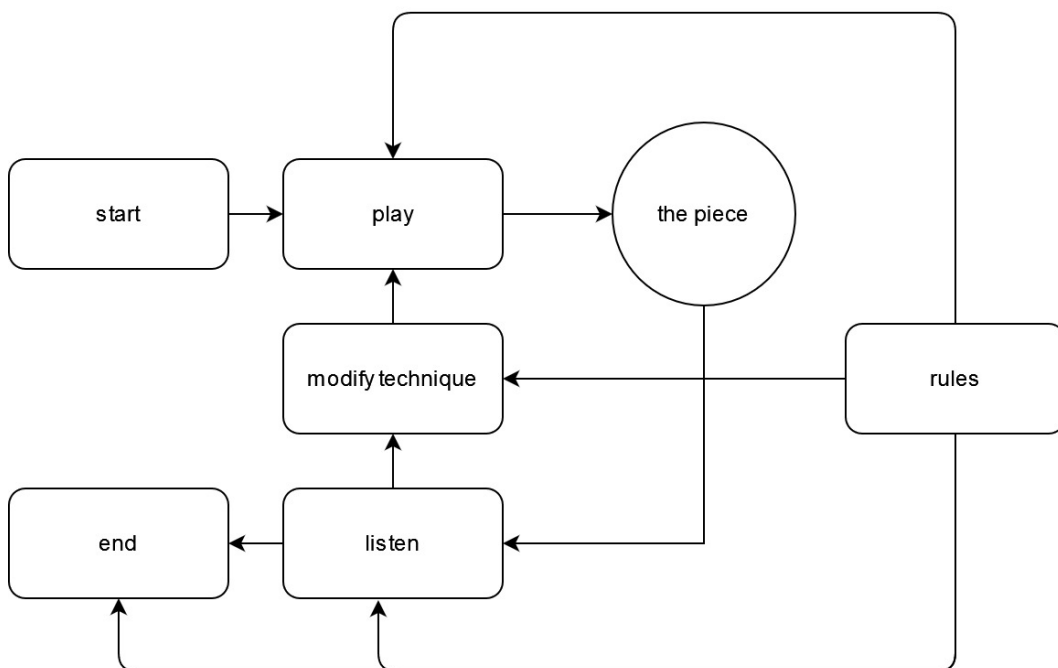 start
play
the piece
modify technique
rules
end
listen